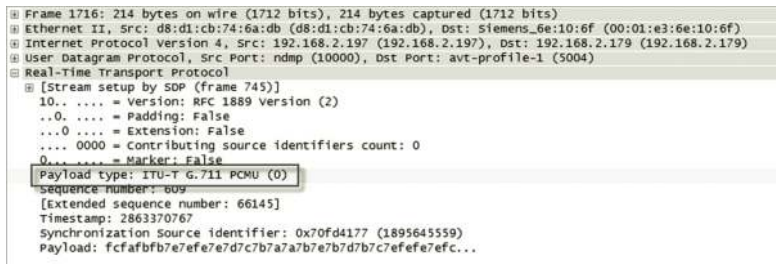 Frame 1716: 214 bytes on wire (1712 bits), 214 bytes captured (1712 bits)
Ethernet II, Src: d8:d1:cb:74:6a:db (d8:d1:cb:74:6a:db), Dst: Siemens_6e:10:6f (00:01:e3:6e:10:6f)
Internet Protocol Version 4, Src: 192.168.2.197 (192.168.2.197), Dst: 192.168.2.179 (192.168.2.179)
User Datagram Protocol, Src Port: ndmp (10000), Dst Port: avt-profile-1 (5004)
Real-Time Transport Protocol
[Stream setup by SDP (frame 745)]
10.. .... = Version: RFC 1889 Version (2)
..0. .... = Padding: False
...0 .... = Extension: False
.... 0000 = Contributing source identifiers count: 0
0... .... = Marker: False
Payload type: ITU-T G.711 PCMU (0)
Sequence number: 609
[Extended sequence number: 66145]
Timestamp: 2863370767
Synchronization Source identifier: 0x70fd4177 (1895645559)
Payload: fcfafbfb7e7efe7e7d7c7b7a7a7b7e7b7d7b7c7efefe7efc...